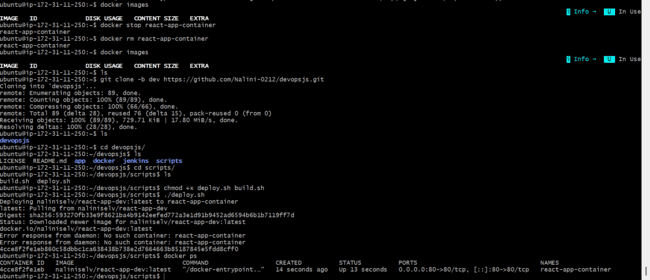 ubuntu@ip-172-31-11-250:~$ docker images
i Info → U In Use
IMAGE ID DISK USAGE CONTENT SIZE EXTRA
ubuntu@ip-172-31-11-250:~$ docker stop react-app-container
react-app-container
ubuntu@ip-172-31-11-250:~$ docker rm react-app-container
react-app-container
ubuntu@ip-172-31-11-250:~$ docker images
i Info → U In Use
IMAGE ID DISK USAGE CONTENT SIZE EXTRA
ubuntu@ip-172-31-11-250:~$ ls
ubuntu@ip-172-31-11-250:~$ git clone -b dev https://github.com/Nalini-0212/devopsjs.git
Cloning into 'devopsjs'...
remote: Enumerating objects: 89, done.
remote: Counting objects: 100% (89/89), done.
remote: Compressing objects: 100% (66/66), done.
remote: Total 89 (delta 28), reused 76 (delta 15), pack-reused 0 (from 0)
Receiving objects: 100% (89/89), 729.71 KiB | 17.80 MiB/s, done.
Resolving deltas: 100% (28/28), done.
ubuntu@ip-172-31-11-250:~$ ls
devopsjs
ubuntu@ip-172-31-11-250:~$ cd devopsjs/
ubuntu@ip-172-31-11-250:~/devopsjs$ ls
LICENSE README.md app docker jenkins scripts
ubuntu@ip-172-31-11-250:~/devopsjs$ cd scripts/
ubuntu@ip-172-31-11-250:~/devopsjs/scripts$ ls
build.sh deploy.sh
ubuntu@ip-172-31-11-250:~/devopsjs/scripts$ chmod +x deploy.sh build.sh
ubuntu@ip-172-31-11-250:~/devopsjs/scripts$ ./deploy.sh
Deploying naliniselv/react-app-dev:latest to react-app-container
latest: Pulling from naliniselv/react-app-dev
Digest: sha256:593270fb33e9f8621ba4b9142eefed772a3e1d91b9452ad6594b6b1b7119ff7d
Status: Downloaded newer image for naliniselv/react-app-dev:latest
docker.io/naliniselv/react-app-dev:latest
Error response from daemon: No such container: react-app-container
Error response from daemon: No such container: react-app-container
4cce8f2fe1eb860c58dbbc1ca638438b738e2d7664663b85187845e5fdd8cff0
ubuntu@ip-172-31-11-250:~/devopsjs/scripts$ docker ps
CONTAINER ID IMAGE COMMAND CREATED STATUS PORTS NAMES
4cce8f2fe1eb naliniselv/react-app-dev:latest "/docker-entrypoint.…" 14 seconds ago Up 13 seconds 0.0.0.0:80->80/tcp, [::]:80->80/tcp react-app-container
ubuntu@ip-172-31-11-250:~/devopsjs/scripts$